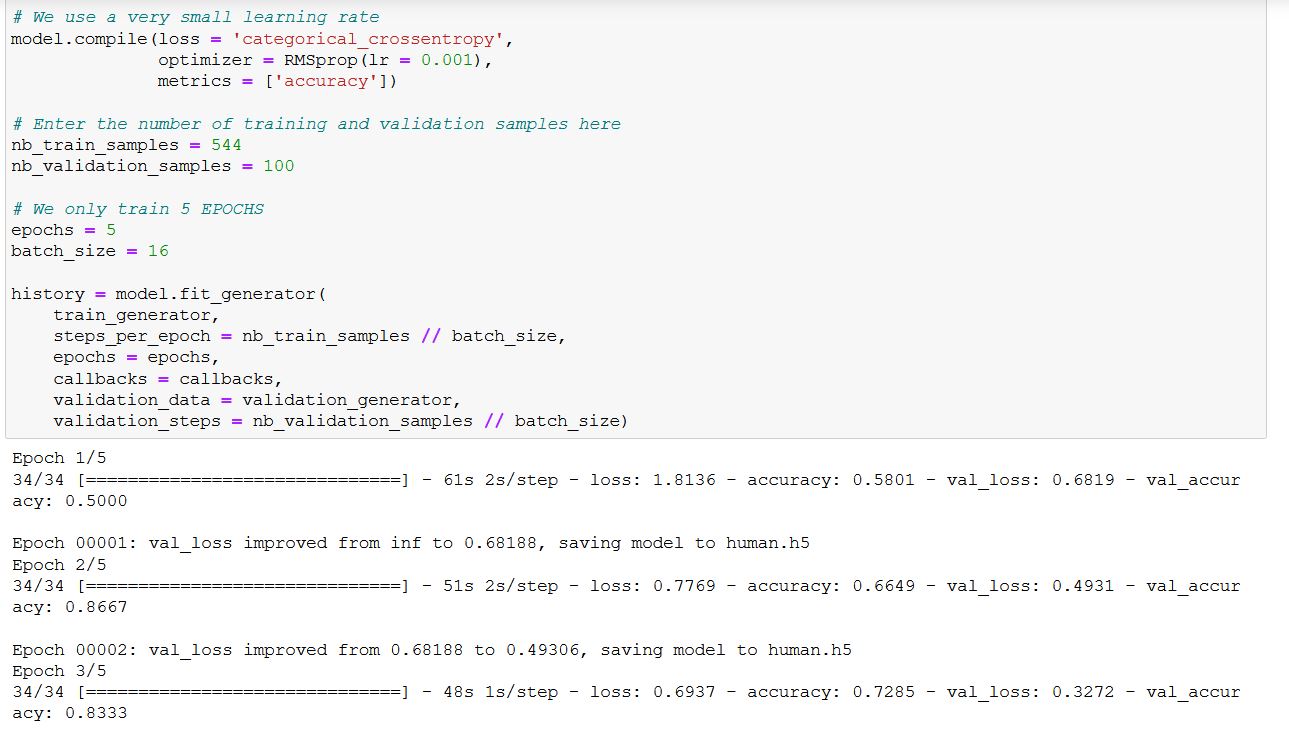 # We use a very small learning rate
model.compile(loss = 'categorical_crossentropy',
              optimizer = RMSprop(lr = 0.001),
              metrics = ['accuracy'])
# Enter the number of training and validation samples here
nb_train_samples = 544
nb_validation_samples = 100
# We only train 5 EPOCHS
epochs = 5
batch_size = 16
history = model.fit_generator(
    train_generator,
    steps_per_epoch = nb_train_samples // batch_size,
    epochs = epochs,
    callbacks = callbacks,
    validation_data = validation_generator,
    validation_steps = nb_validation_samples // batch_size)
Epoch 1/5
34/34 [==============================] - 61s 2s/step - loss: 1.8136 - accuracy: 0.5801 - val_loss: 0.6819 - val_accur
acy: 0.5000
Epoch 00001: val_loss improved from inf to 0.68188, saving model to human.h5
Epoch 2/5
34/34 [==============================] - 51s 2s/step - loss: 0.7769 - accuracy: 0.6649 - val_loss: 0.4931 - val_accur
acy: 0.8667
Epoch 00002: val_loss improved from 0.68188 to 0.49306, saving model to human.h5
Epoch 3/5
34/34 [==============================] - 48s 1s/step - loss: 0.6937 - accuracy: 0.7285 - val_loss: 0.3272 - val_accur
acy: 0.8333